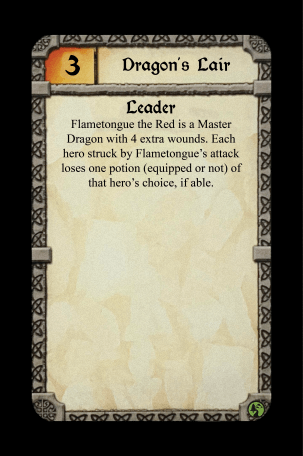 3 Dragon's Lair
Leader
Flametongue the Red is a Master
Dragon with 4 extra wounds. Each
hero struck by Flametongue's attack
loses one potion (equipped or not) of
that hero's choice, if able.